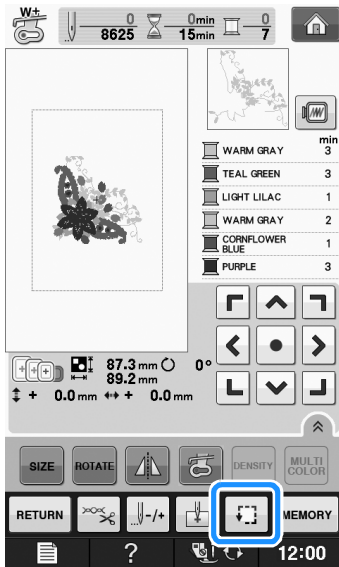 W+
0
8625
0min
15min
0
7
min
WARM GRAY 3
TEAL GREEN 3
LIGHT LILAC 1
WARM GRAY 2
CORNFLOWER
BLUE 1
PURPLE 3
87.3 mm 0°
89.2 mm
+ 0.0 mm + 0.0 mm
SIZE ROTATE DENSITY MULTI
COLOR
RETURN -/+ MEMORY
? 12:00